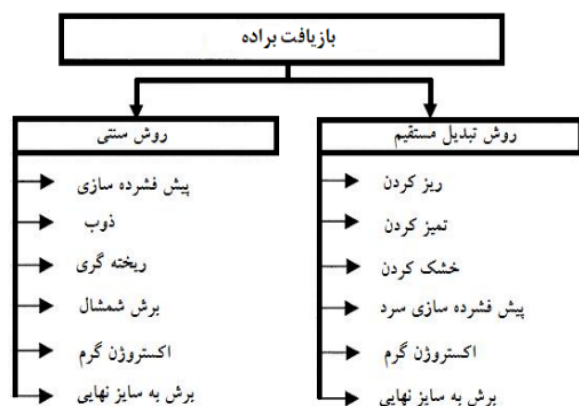 بازیافت براده
روش تبدیل مستقیم
ریز کردن
تمیز کردن
خشک کردن
پیش فشرده سازی سرد
اکستروژن گرم
برش به سایز نهایی
روش سنتی
پیش فشرده سازی
ذوب
ریخته گری
برش شمشال
اکستروژن گرم
برش به سایز نهایی